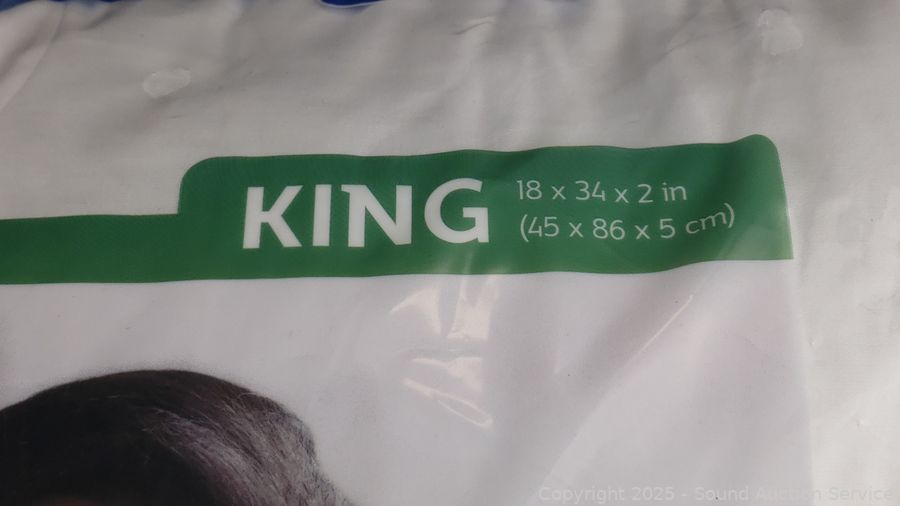 KING
18 x 34 x 2 in
(45 x 86 x 5 cm)
Copyright 2025 - Sound Auction Service